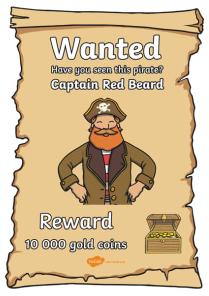 Wanted
Have you seen this pirate?
Captain Red Beard
Reward
10 000 gold coins